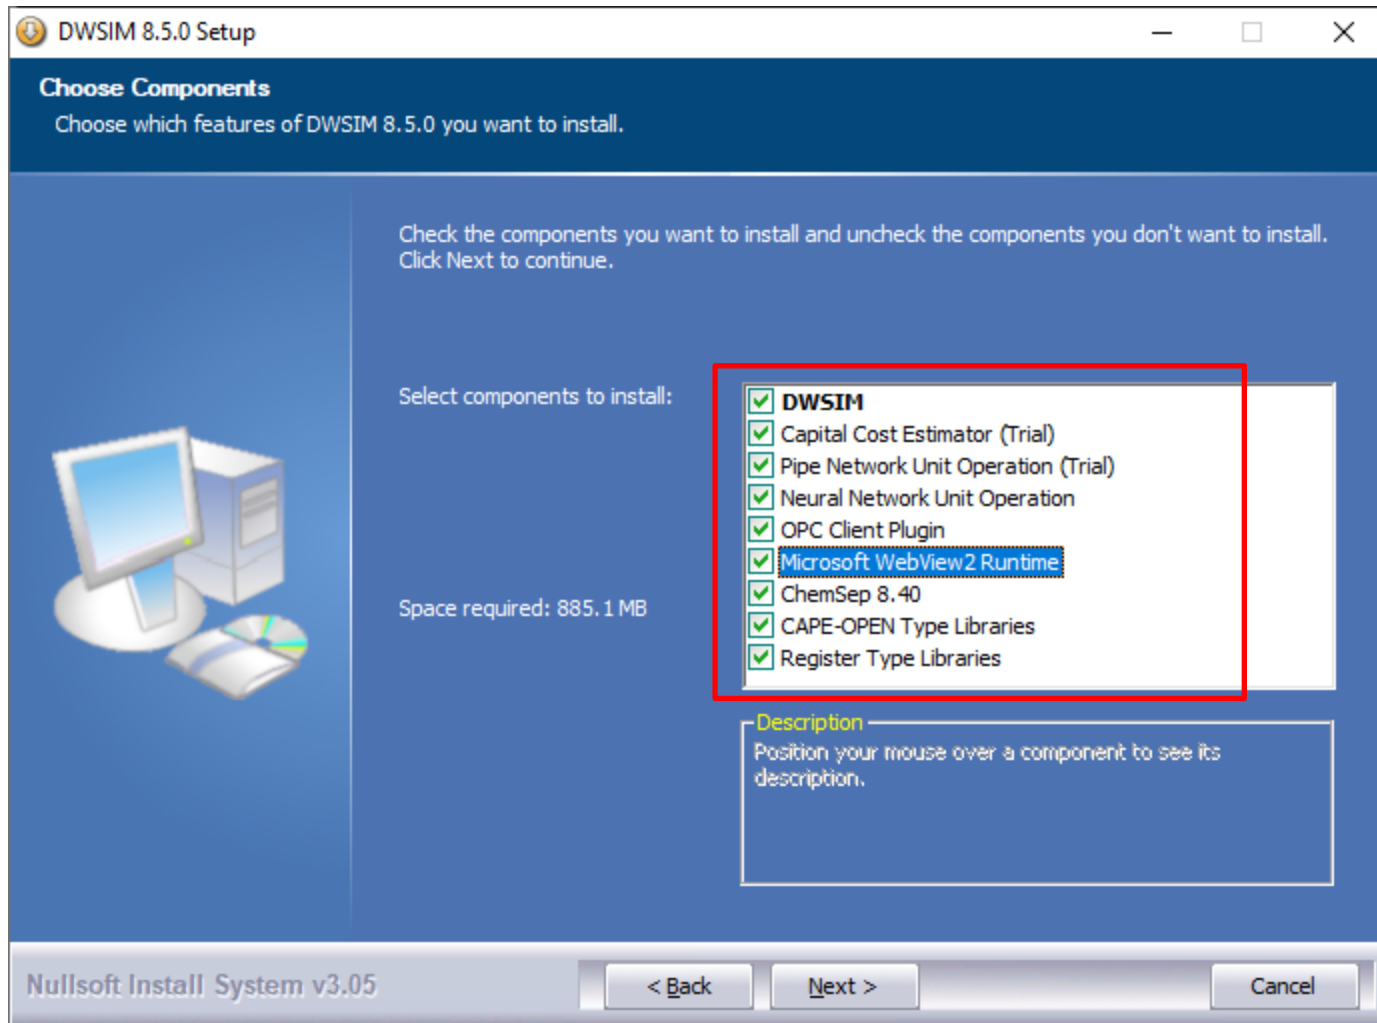 DWSIM 8.5.0 Setup
Choose Components
Choose which features of DWSIM 8.5.0 you want to install.
Check the components you want to install and uncheck the components you don't want to install.
Click Next to continue.
Select components to install:
DWSIM
Capital Cost Estimator (Trial)
Pipe Network Unit Operation (Trial)
Neural Network Unit Operation
OPC Client Plugin
Microsoft WebView2 Runtime
ChemSep 8.40
CAPE-OPEN Type Libraries
Register Type Libraries
Space required: 885.1 MB
Description
Position your mouse over a component to see its
description.
Nullsoft Install System v3.05
< Back
Next >
Cancel